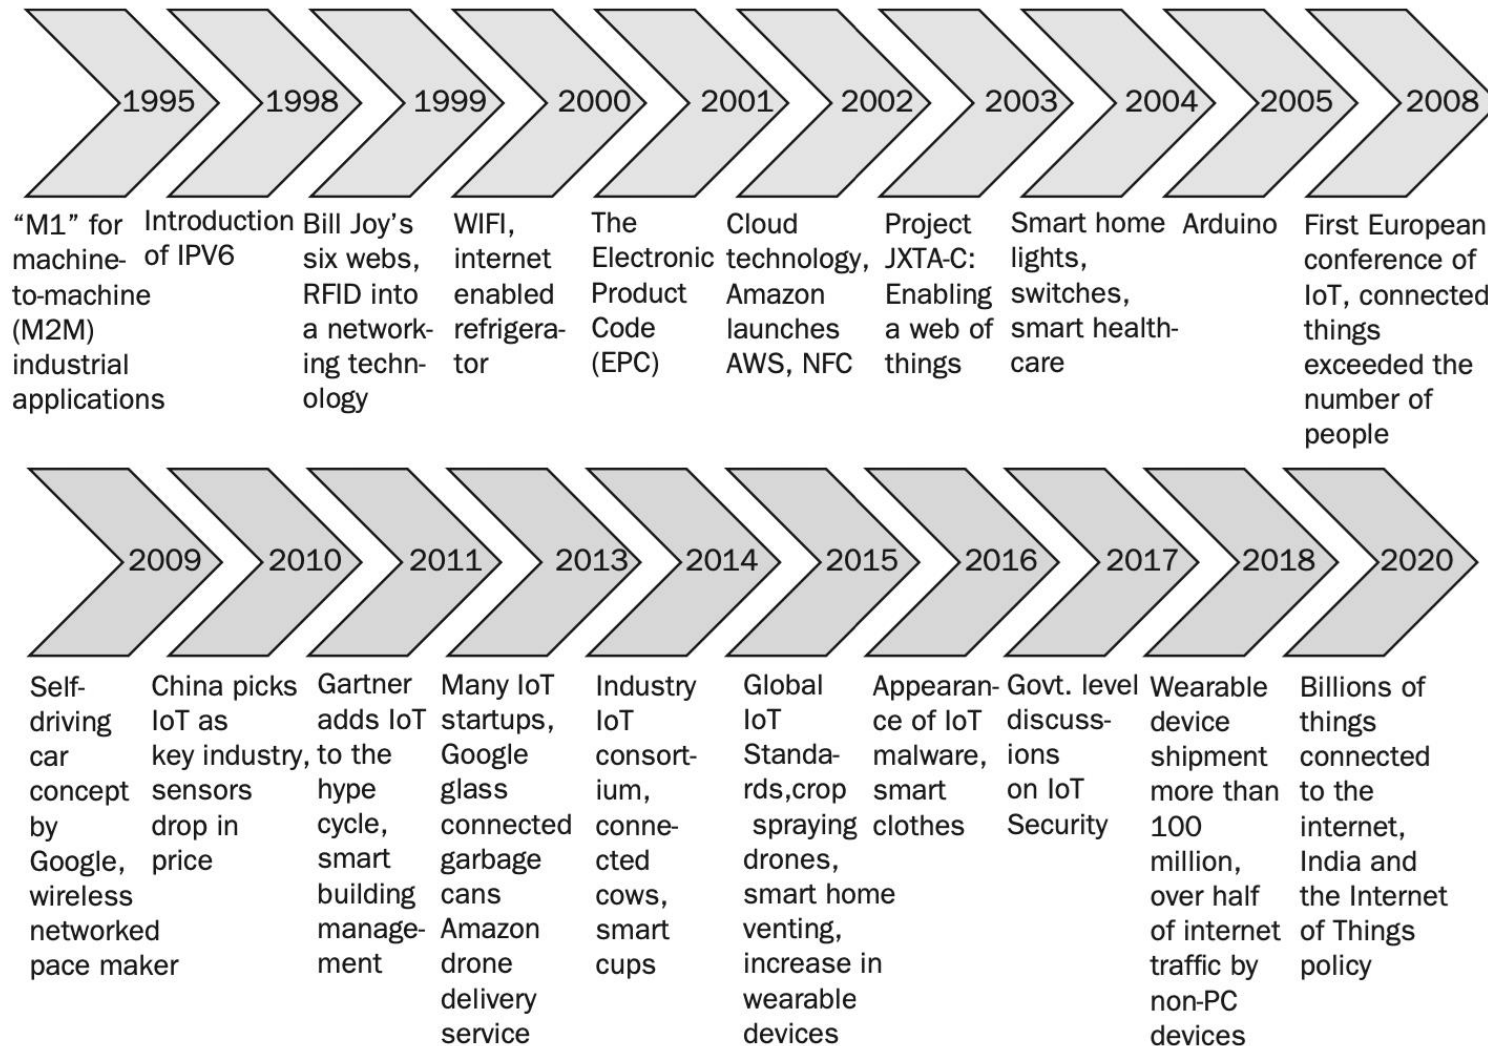 1995
1998
1999
2000
2001
2002
2003
2004
2005
2008
“M1” for
machine-
to-machine
(M2M)
industrial
applications
Introduction
of IPV6
Bill Joy’s
six webs,
RFID into
a network-
ing techn-
ology
WIFI,
internet
enabled
refrigera-
tor
The
Electronic
Product
Code
(EPC)
Cloud
technology,
Amazon
launches
AWS, NFC
Project
JXTA-C:
Enabling
a web of
things
Smart home
lights,
switches,
smart health-
care
Arduino
First European
conference of
IoT, connected
things
exceeded the
number of
people
2009
2010
2011
2013
2014
2015
2016
2017
2018
2020
Self-
driving
car
concept
by
Google,
wireless
networked
pace maker
China picks
IoT as
key industry,
sensors
drop in
price
Gartner
adds IoT
to the
hype
cycle,
smart
building
manage-
ment
Many IoT
startups,
Google
glass
connected
garbage
cans
Amazon
drone
delivery
service
Industry
IoT
consort-
ium,
conne-
cted
cows,
smart
cups
Global
IoT
Standa-
rds,crop
spraying
drones,
smart home
venting,
increase in
wearable
devices
Appearan-
ce of IoT
malware,
smart
clothes
Govt. level
discuss-
ions
on IoT
Security
Wearable
device
shipment
more than
100
million,
over half
of internet
traffic by
non-PC
devices
Billions of
things
connected
to the
internet,
India and
the Internet
of Things
policy